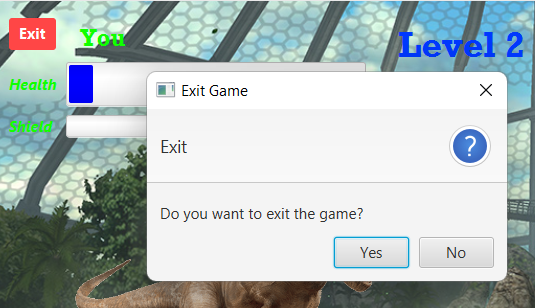 Exit
You
Level 2
Health
Shield
Exit Game
Exit
Do you want to exit the game?
Yes
No